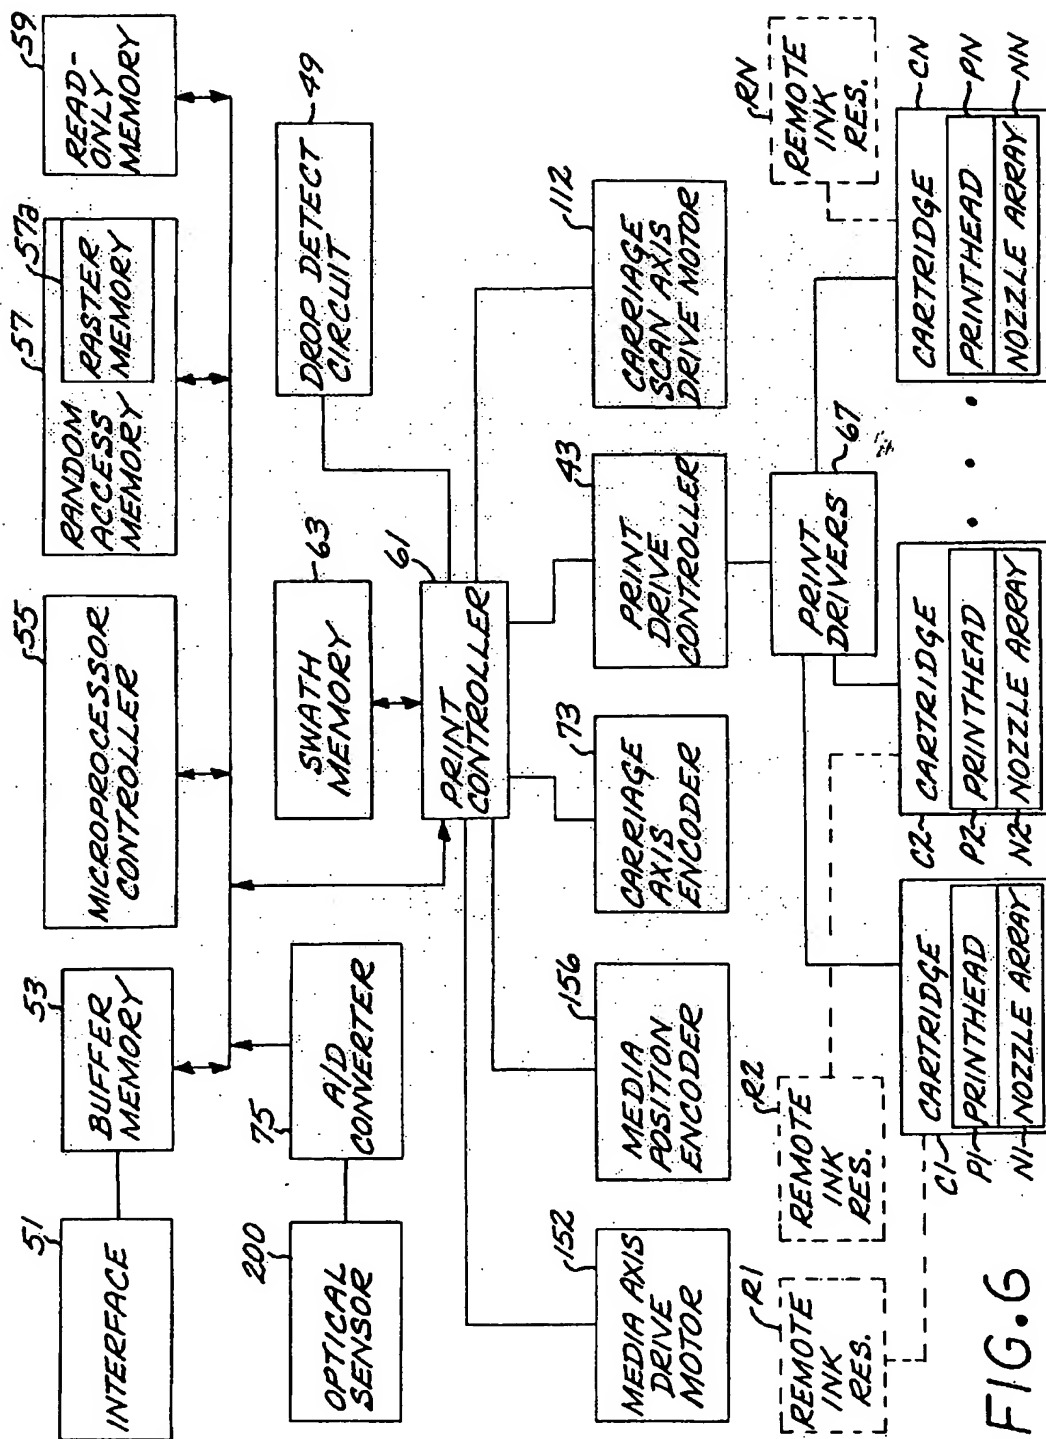 51
INTERFACE
53
BUFFER
MEMORY
55
MICROPROCESSOR
CONTROLLER
57
RANDOM
ACCESS
MEMORY
57a
RASTER
MEMORY
59
READ-
ONLY
MEMORY
200
OPTICAL
SENSOR
75
A/D
CONVERTER
63
SWATH
MEMORY
61
PRINT
CONTROLLER
49
DROP DETECT
CIRCUIT
152
MEDIA AXIS
DRIVE
MOTOR
156
MEDIA
POSITION
ENCODER
73
CARRIAGE
AXIS
ENCODER
43
PRINT
DRIVE
CONTROLLER
112
CARRIAGE
SCAN AXIS
DRIVE MOTOR
R1
REMOTE
INK
RES.
R2
REMOTE
INK
RES.
67
PRINT
DRIVERS
RN
REMOTE
INK
RES.
C1
CARTRIDGE
P1
PRINTHEAD
N1
NOZZLE ARRAY
C2
CARTRIDGE
P2
PRINTHEAD
N2
NOZZLE ARRAY
• • •
CARTRIDGE
CN
PRINTHEAD
PN
NOZZLE ARRAY
NN
FIG.6